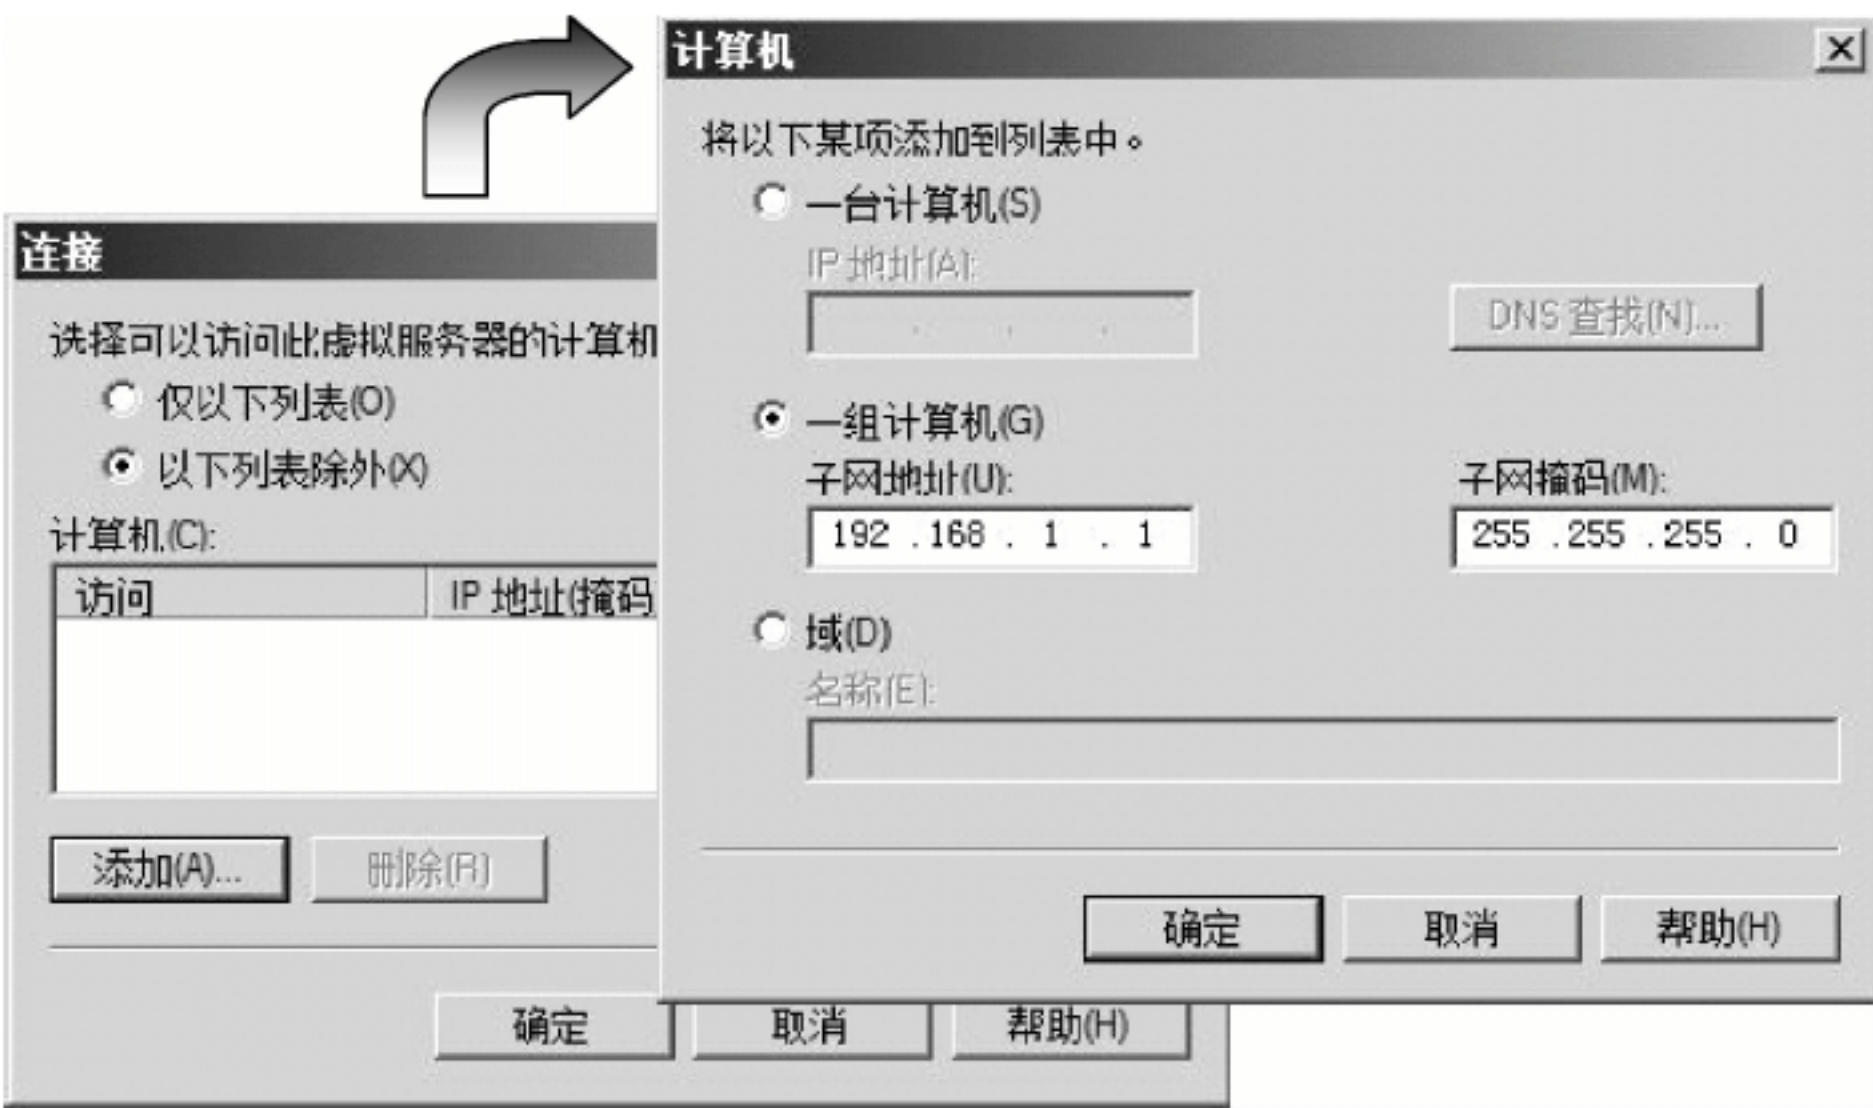 计算机
将以下某项添加到列表中。
一台计算机(S)
IP 地址(A):
DNS 查找(N)...
一组计算机(G)
子网地址(U):
子网掩码(M):
192 .168 . 1 . 1
255 .255 .255 . 0
域(D)
名称(E):
确定
取消
帮助(H)
连接
选择可以访问此虚拟服务器的计算机
仅以下列表(O)
以下列表除外(X)
计算机(C):
访问
IP 地址(掩码
添加(A)...
删除(R)
确定
取消
帮助(H)